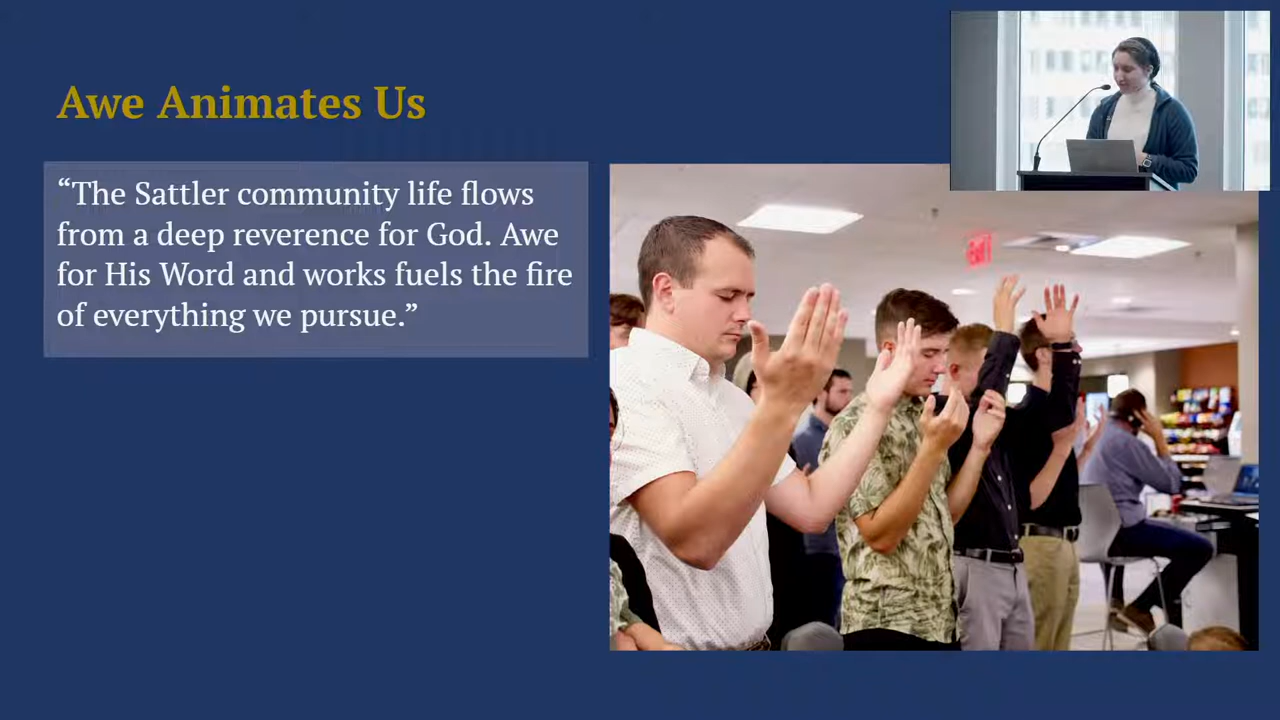 Awe Animates Us
“The Sattler community life flows
from a deep reverence for God. Awe
for His Word and works fuels the fire
of everything we pursue.”
EXIT